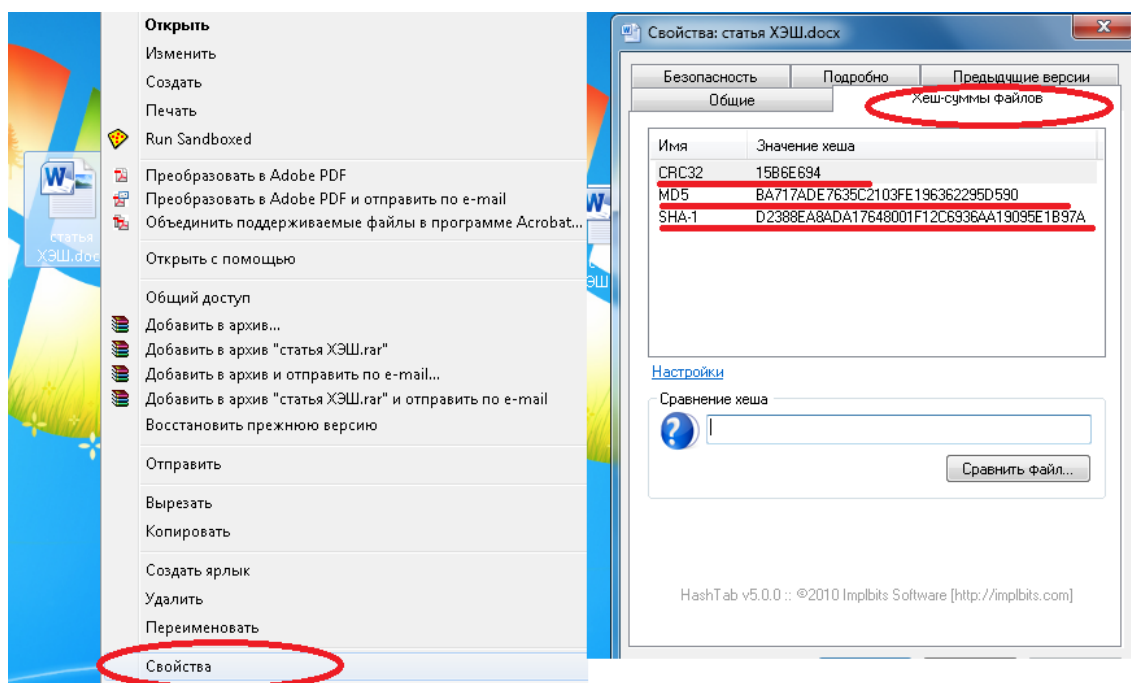 Открыть
Изменить
Создать
Печать
Run Sandboxed
Преобразовать в Adobe PDF
Преобразовать в Adobe PDF и отправить по e-mail
Объединить поддерживаемые файлы в программе Acrobat...
Открыть с помощью
Общий доступ
Добавить в архив...
Добавить в архив "статья ХЭШ.rar"
Добавить в архив и отправить по e-mail...
Добавить в архив "статья ХЭШ.rar" и отправить по e-mail
Восстановить прежнюю версию
Отправить
Вырезать
Копировать
Создать ярлык
Удалить
Переименовать
Свойства
статья
ХЭШ.doc
ЭШ
Свойства: статья ХЭШ.docx
Безопасность Подробно Предыдущие версии
Общие Хеш-суммы файлов
Имя Значение хеша
CRC32 15B6E694
MD5 BA717ADE7635C2103FE196362295D590
SHA-1 D2388EA8ADA17648001F12C6936AA19095E1B97A
Настройки
Сравнение хеша
Сравнить файл...
HashTab v5.0.0 :: ©2010 Implbits Software [http://implbits.com]